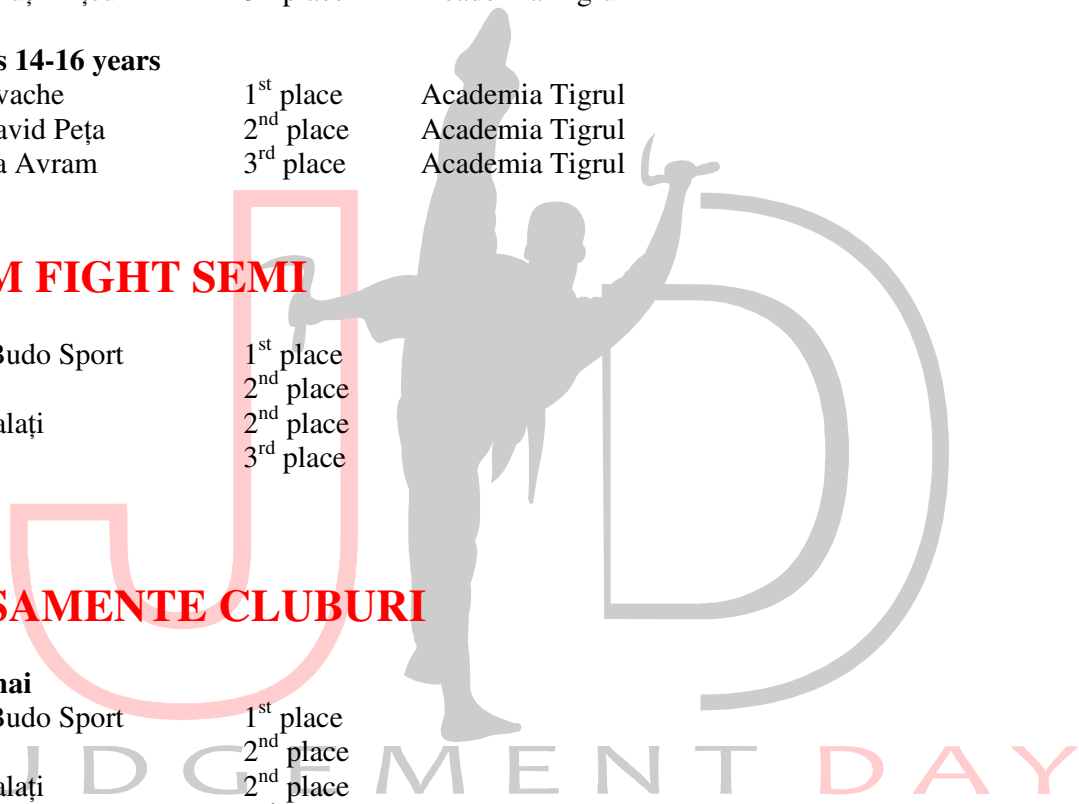 s 14-16 years
vache 1st place Academia Tigrul
avid Peța 2nd place Academia Tigrul
a Avram 3rd place Academia Tigrul
M FIGHT SEMI
Budo Sport 1st place
2nd place
alați 2nd place
3rd place
SAMENTE CLUBURI
nai
Budo Sport 1st place
2nd place
alați 2nd place
JD
UDGEMENT DAY